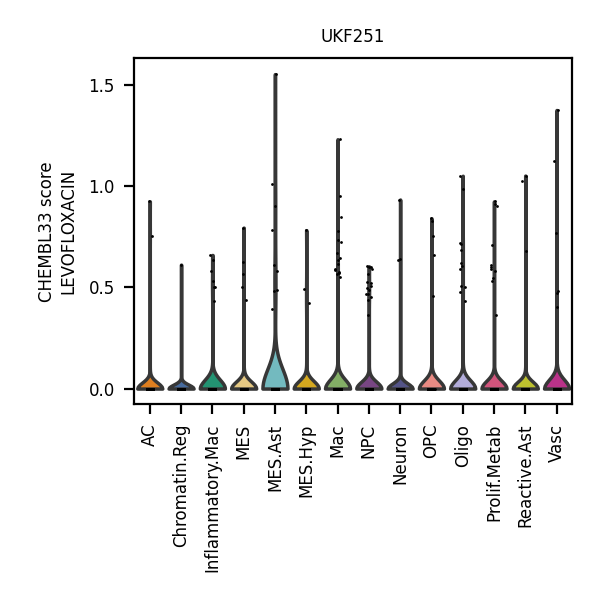 UKF251
CHEMBL33 score
LEVOFLOXACIN
1.5
1.0
0.5
0.0
AC
Chromatin.Reg
Inflammatory.Mac
MES
MES.Ast
MES.Hyp
Mac
NPC
Neuron
OPC
Oligo
Prolif.Metab
Reactive.Ast
Vasc